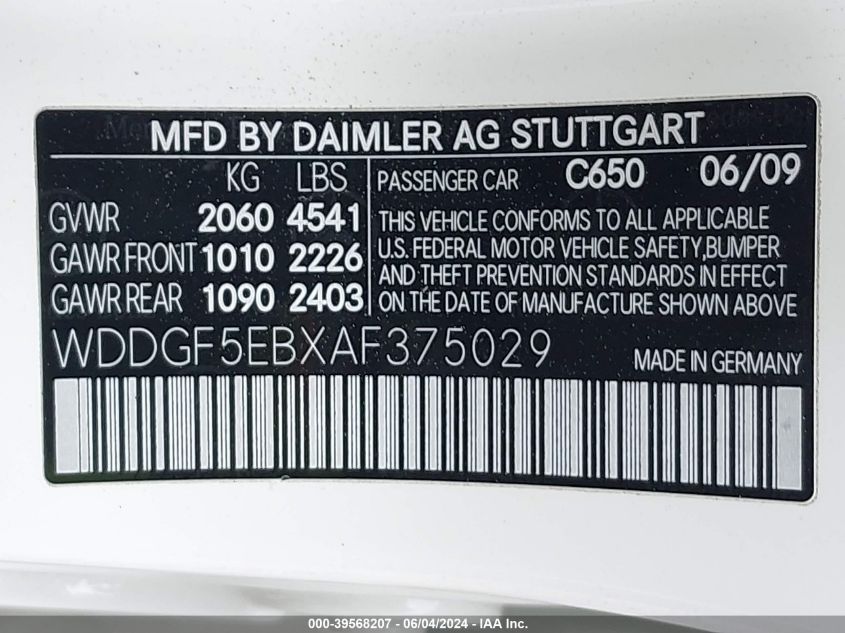 MFD BY DAIMLER AG STUTTGART
KG LBS
GVWR 2060 4541
GAWR FRONT 1010 2226
GAWR REAR 1090 2403
PASSENGER CAR C650 06/09
THIS VEHICLE CONFORMS TO ALL APPLICABLE
U.S. FEDERAL MOTOR VEHICLE SAFETY,BUMPER
AND THEFT PREVENTION STANDARDS IN EFFECT
ON THE DATE OF MANUFACTURE SHOWN ABOVE
WDDGF5EBXAF375029
MADE IN GERMANY
000-39568207 - 06/04/2024 - IAA Inc.